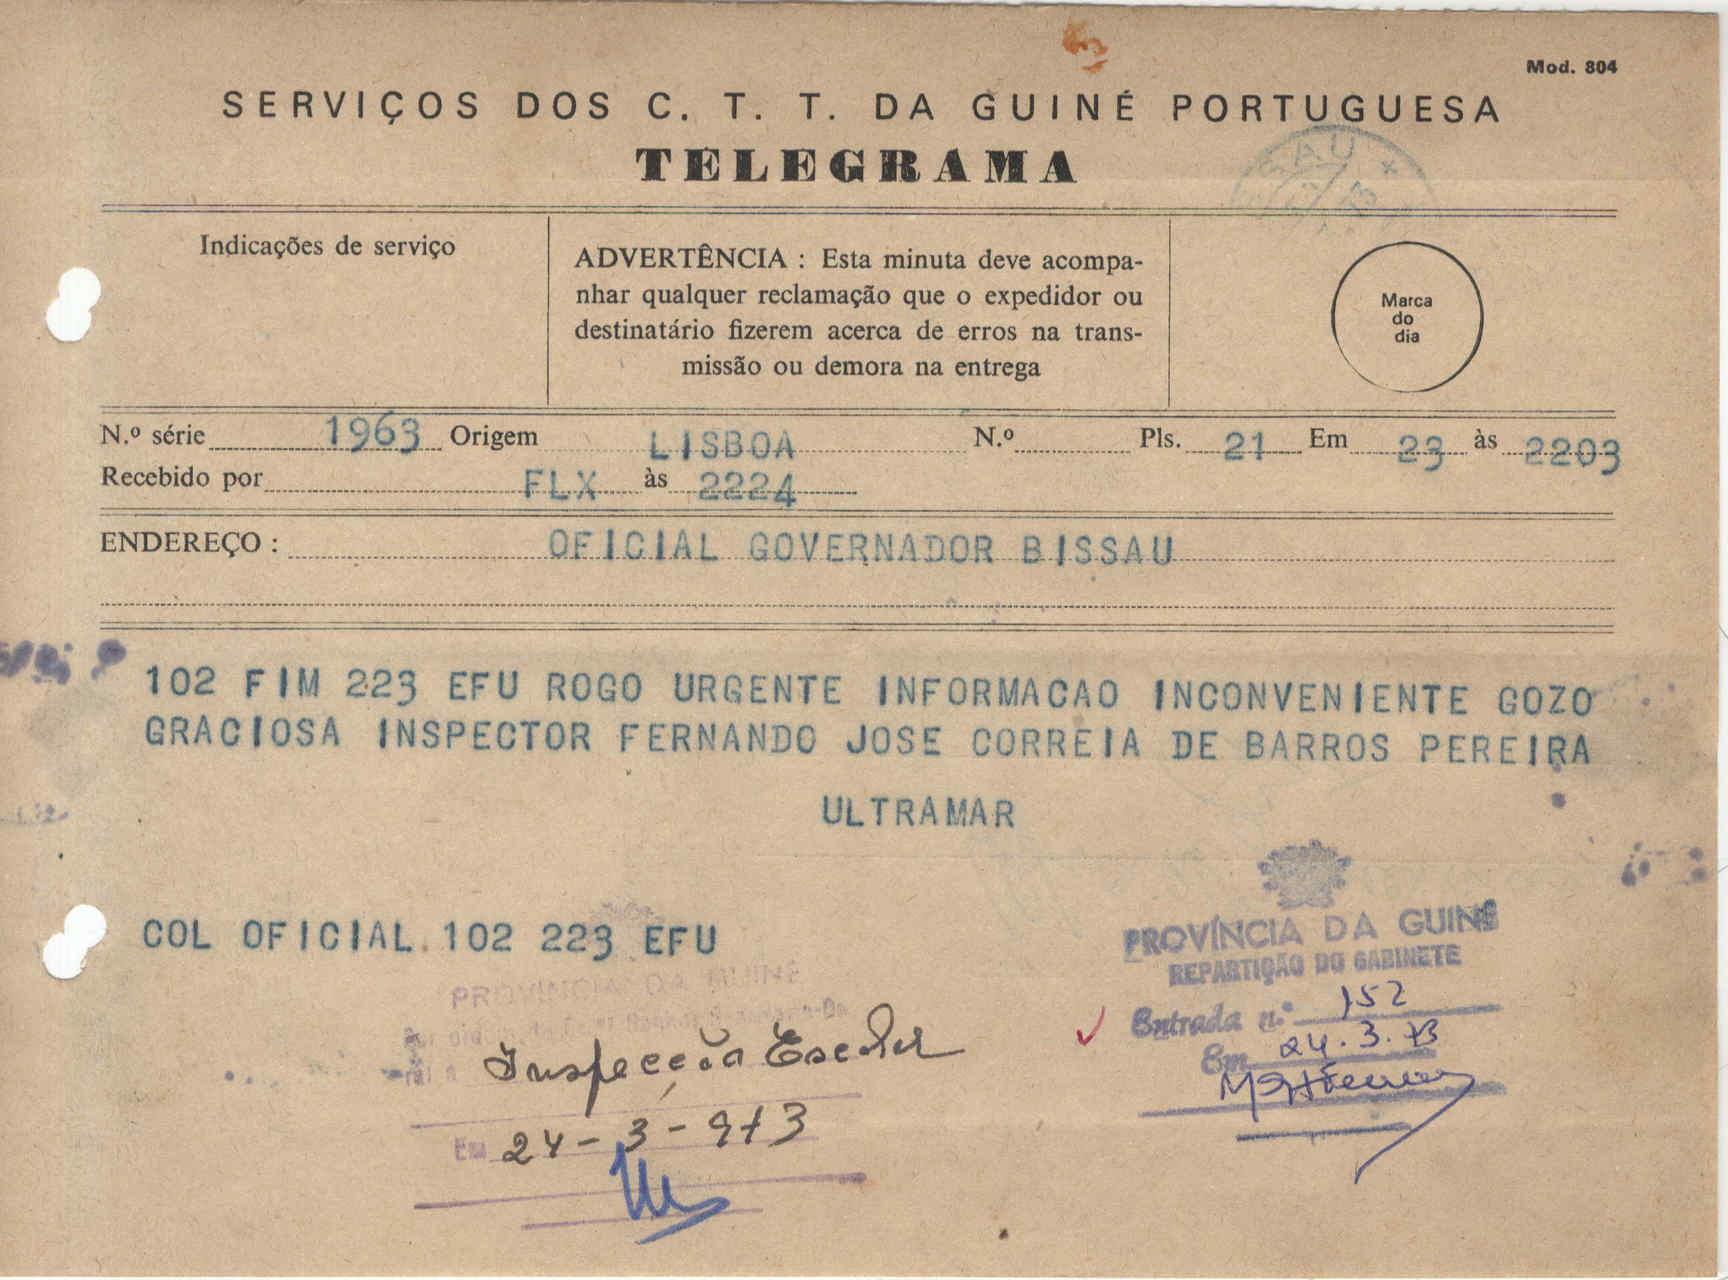 Mod. 804
SERVIÇOS DOS C. T. T. DA GUINÉ PORTUGUESA
TELEGRAMA
Indicações de serviço
ADVERTÊNCIA : Esta minuta deve acompa-
nhar qualquer reclamação que o expedidor ou
destinatário fizerem acerca de erros na trans-
missão ou demora na entrega
Marca
do
dia
N.º série 1963 Origem LISBOA N.º Pls. 21 Em 23 às 2203
Recebido por FLX às 2224
ENDEREÇO : OFICIAL GOVERNADOR BISSAU
102 FIM 223 EFU ROGO URGENTE INFORMACAO INCONVENIENTE GOZO
GRACIOSA INSPECTOR FERNANDO JOSE CORREIA DE BARROS PEREIRA
ULTRAMAR
COL OFICIAL 102 223 EFU
PROVÍNCIA DA GUINÉ
REPARTIÇÃO DO GABINETE
Entrada n.º 152
Em 24.3.73
PROVÍNCIA DA GUINÉ
Inspecção Escolar
Em 24-3-973